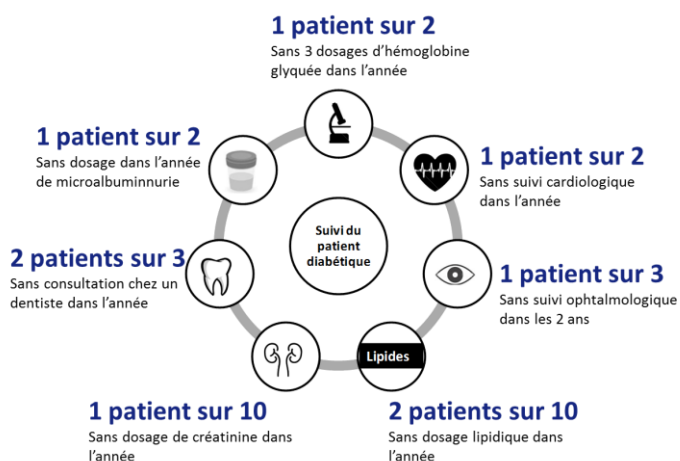 1 patient sur 2
Sans 3 dosages d’hémoglobine
glyquée dans l’année
1 patient sur 2
Sans dosage dans l’année
de microalbuminnurie
1 patient sur 2
Sans suivi cardiologique
dans l’année
Suivi du
patient
diabétique
2 patients sur 3
Sans consultation chez un
dentiste dans l’année
1 patient sur 3
Sans suivi ophtalmologique
dans les 2 ans
Lipides
1 patient sur 10
Sans dosage de créatinine dans
l’année
2 patients sur 10
Sans dosage lipidique dans
l’année